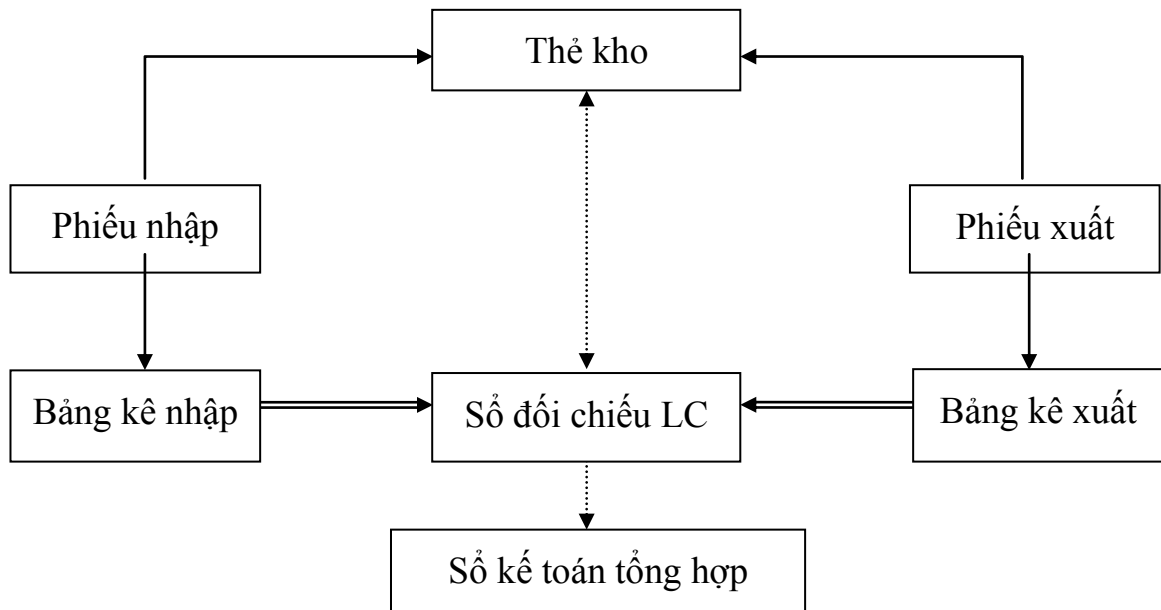 Thẻ kho
Phiếu nhập
Phiếu xuất
Bảng kê nhập
Sổ đối chiếu LC
Bảng kê xuất
Sổ kế toán tổng hợp